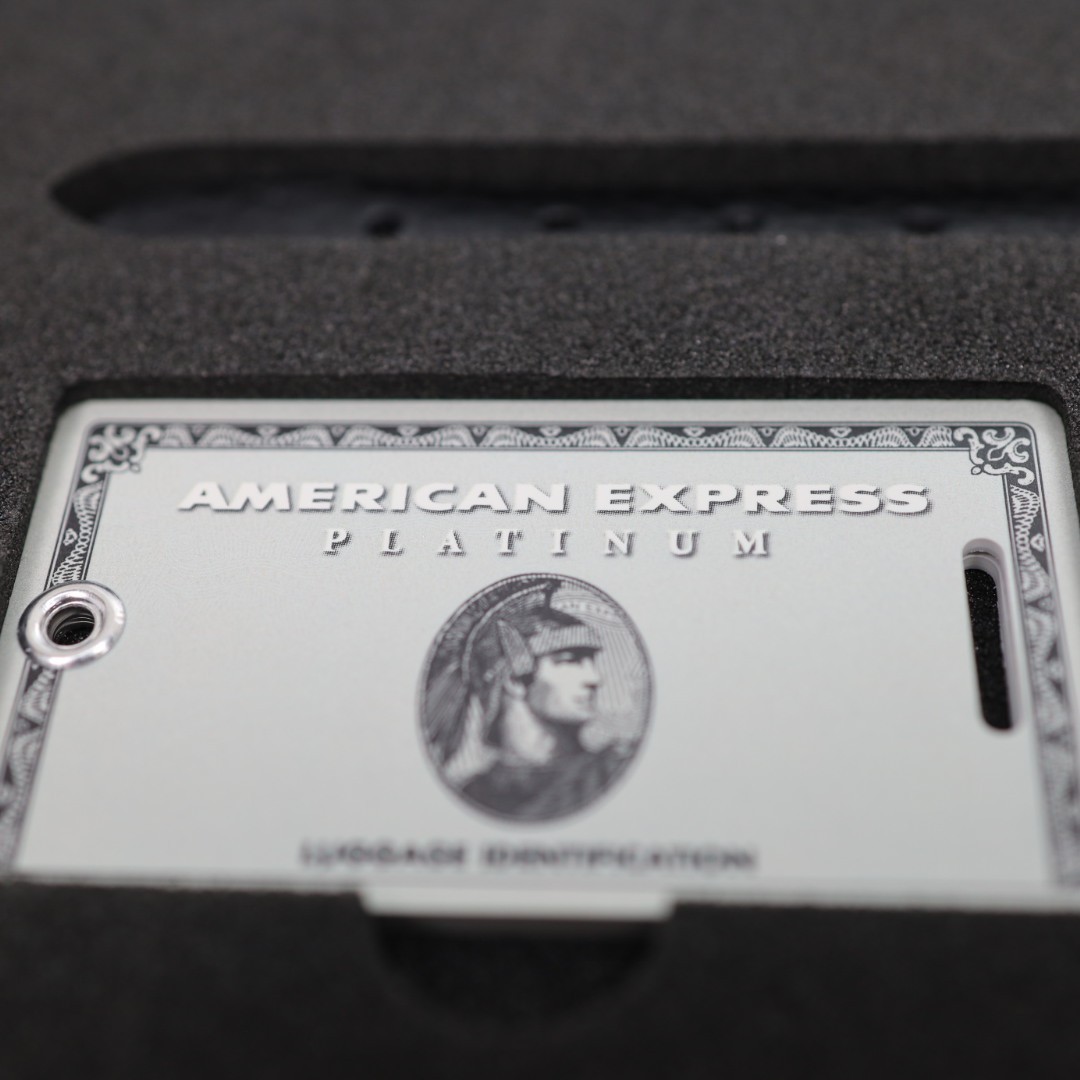 AMERICAN EXPRESS
PLATINUM
LUGGAGE IDENTIFICATION